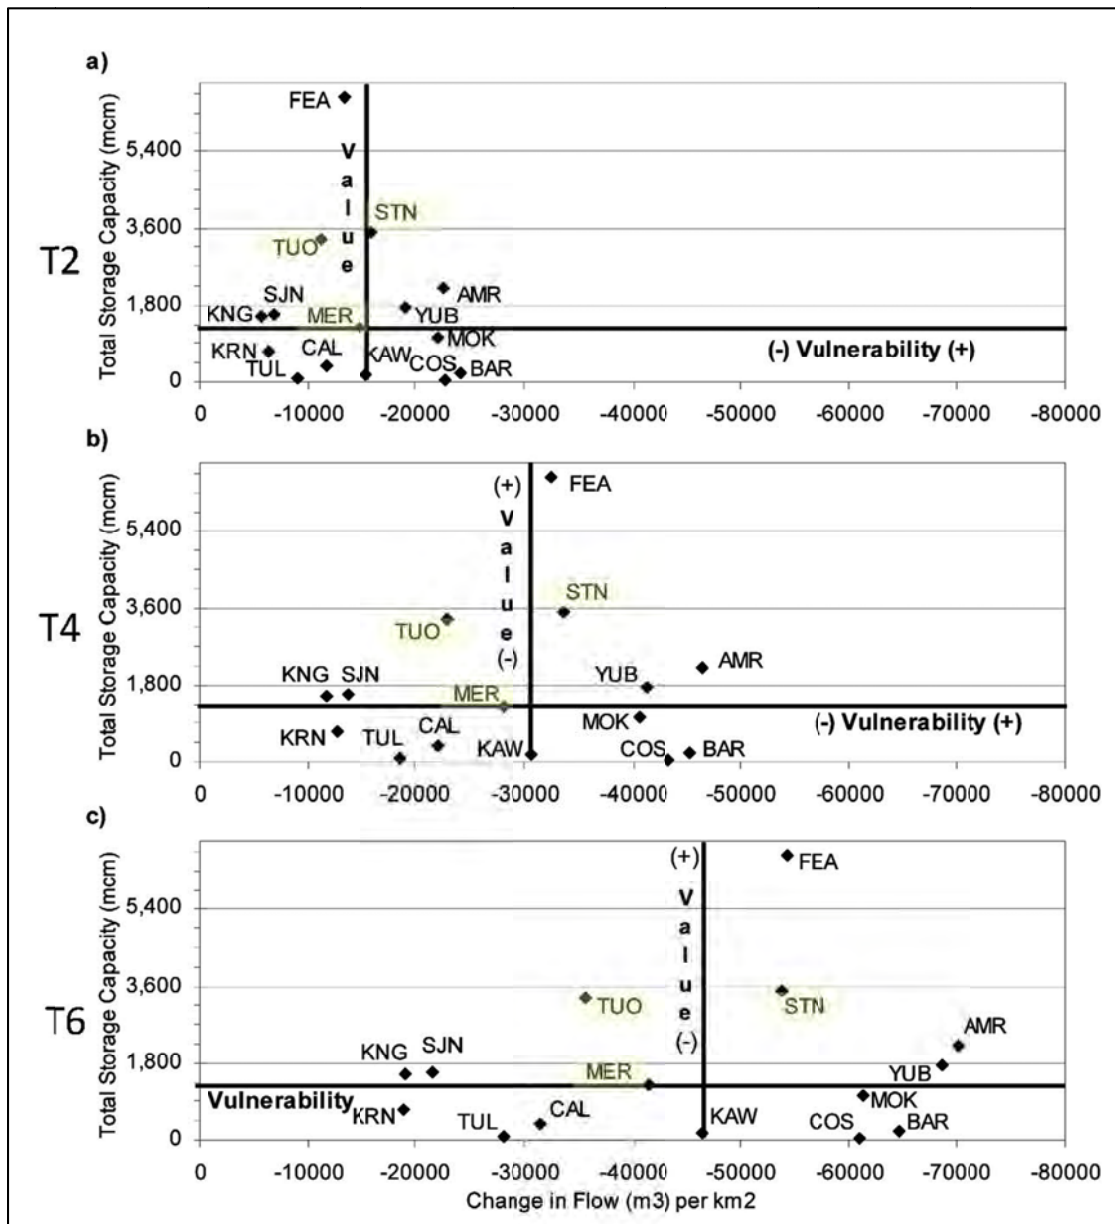 a)
Total Storage Capacity (mcm)
T2
5,400
3,600
1,800
0
FEA
Value
STN
TUO
SJN
KNG
AMR
MER
YUB
KRN
CAL
KAW
MOK
TUL
COS
BAR
(-) Vulnerability (+)
0 -10000 -20000 -30000 -40000 -50000 -60000 -70000 -80000
b)
Total Storage Capacity (mcm)
T4
5,400
3,600
1,800
0
(+)
Value
(-)
FEA
STN
TUO
KNG SJN
YUB
AMR
MER
MOK
(-) Vulnerability (+)
KRN
TUL
CAL
KAW
COS
BAR
0 -10000 -20000 -30000 -40000 -50000 -60000 -70000 -80000
c)
Total Storage Capacity (mcm)
T6
5,400
3,600
1,800
0
(+)
Value
(-)
FEA
TUO
STN
AMR
KNG SJN
MER
YUB
Vulnerability
KRN
TUL
CAL
KAW
MOK
COS
BAR
0 -10000 -20000 -30000 -40000 -50000 -60000 -70000 -80000
Change in Flow (m3) per km2